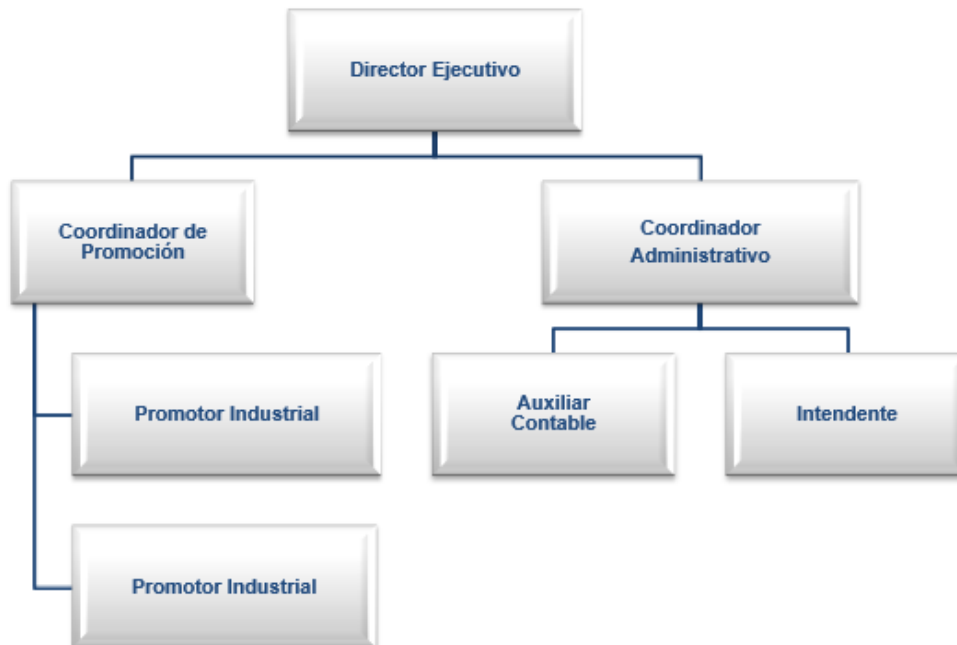 Director Ejecutivo
Coordinador de
Promoción
Coordinador
Administrativo
Promotor Industrial
Auxiliar
Contable
Intendente
Promotor Industrial